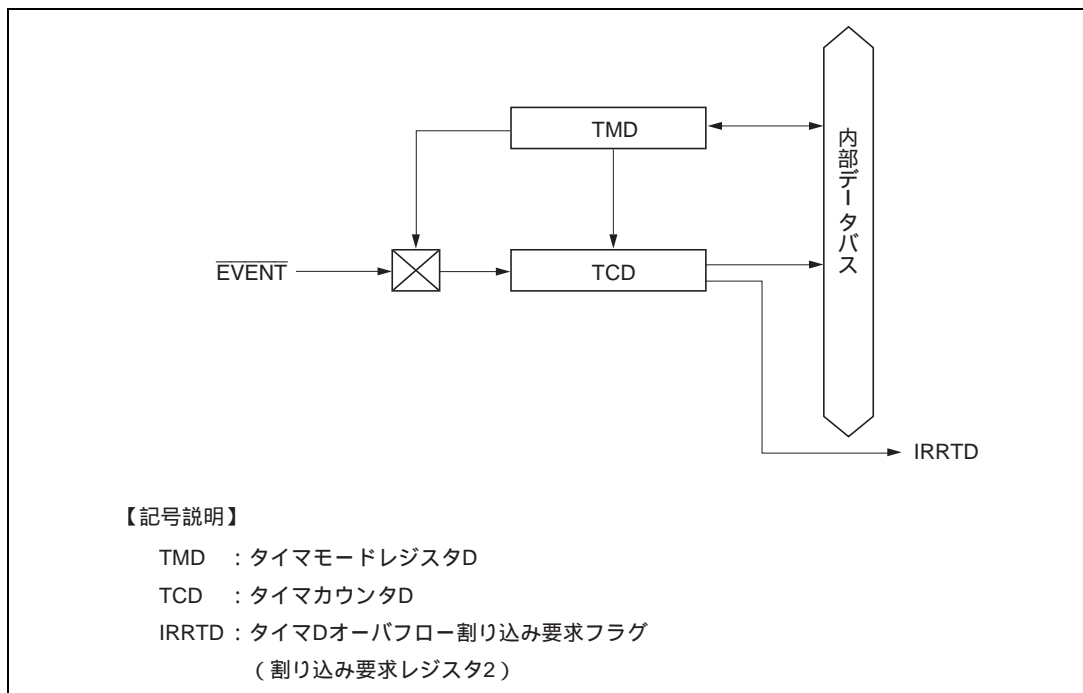 TMD
内部データバス
EVENT
TCD
IRRTD
【記号説明】
TMD : タイマモードレジスタD
TCD : タイマカウンタD
IRRTD : タイマDオーバフロー割り込み要求フラグ
(割り込み要求レジスタ2)